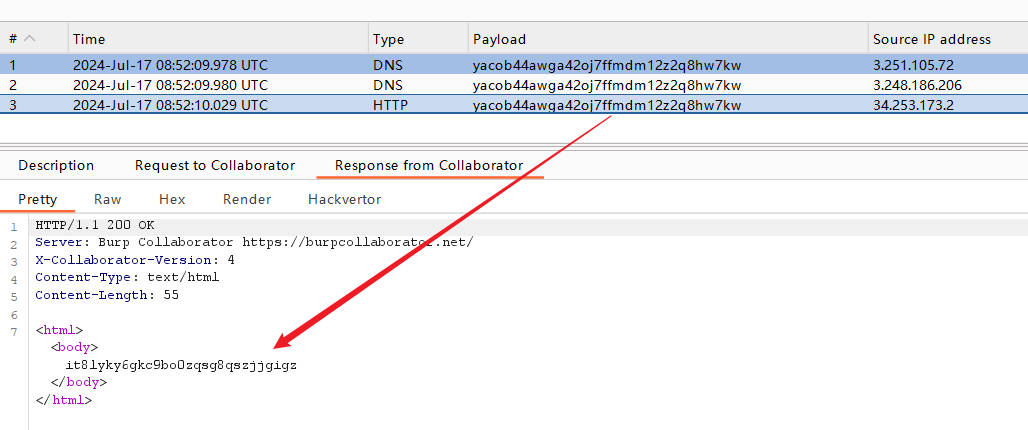 # Time Type Payload Source IP address
1 2024-Jul-17 08:52:09.978 UTC DNS yacob44awga42oj7ffmdm12z2q8hw7kw 3.251.105.72
2 2024-Jul-17 08:52:09.980 UTC DNS yacob44awga42oj7ffmdm12z2q8hw7kw 3.248.186.206
3 2024-Jul-17 08:52:10.029 UTC HTTP yacob44awga42oj7ffmdm12z2q8hw7kw 34.253.173.2
Description Request to Collaborator Response from Collaborator
Pretty Raw Hex Render Hackvertor
1 HTTP/1.1 200 OK
2 Server: Burp Collaborator https://burpcollaborator.net/
3 X-Collaborator-Version: 4
4 Content-Type: text/html
5 Content-Length: 55
6
7 <html>
<body>
it8lyky6gkc9bo0zqsg8qszjjgigz
</body>
</html>